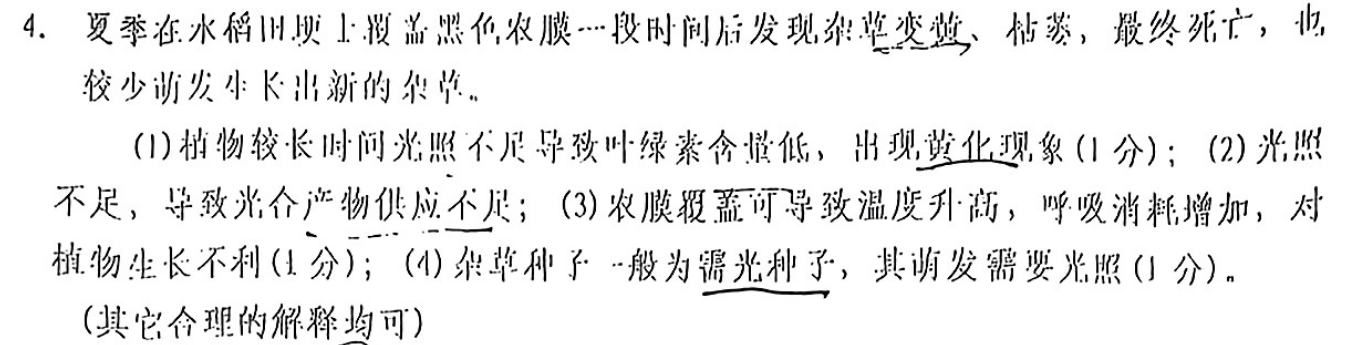 4. 夏季在水稻田埂上覆盖黑色农膜一段时间后发现杂草变黄、枯萎，最终死亡，也
较少萌发生长出新的杂草。
(1)植物较长时间光照不足导致叶绿素含量低，出现黄化现象(1分)；(2)光照
不足，导致光合产物供应不足；(3)农膜覆盖可导致温度升高，呼吸消耗增加，对
植物生长不利(1分)；(4)杂草种子一般为需光种子，其萌发需要光照(1分)。
(其它合理的解释均可)